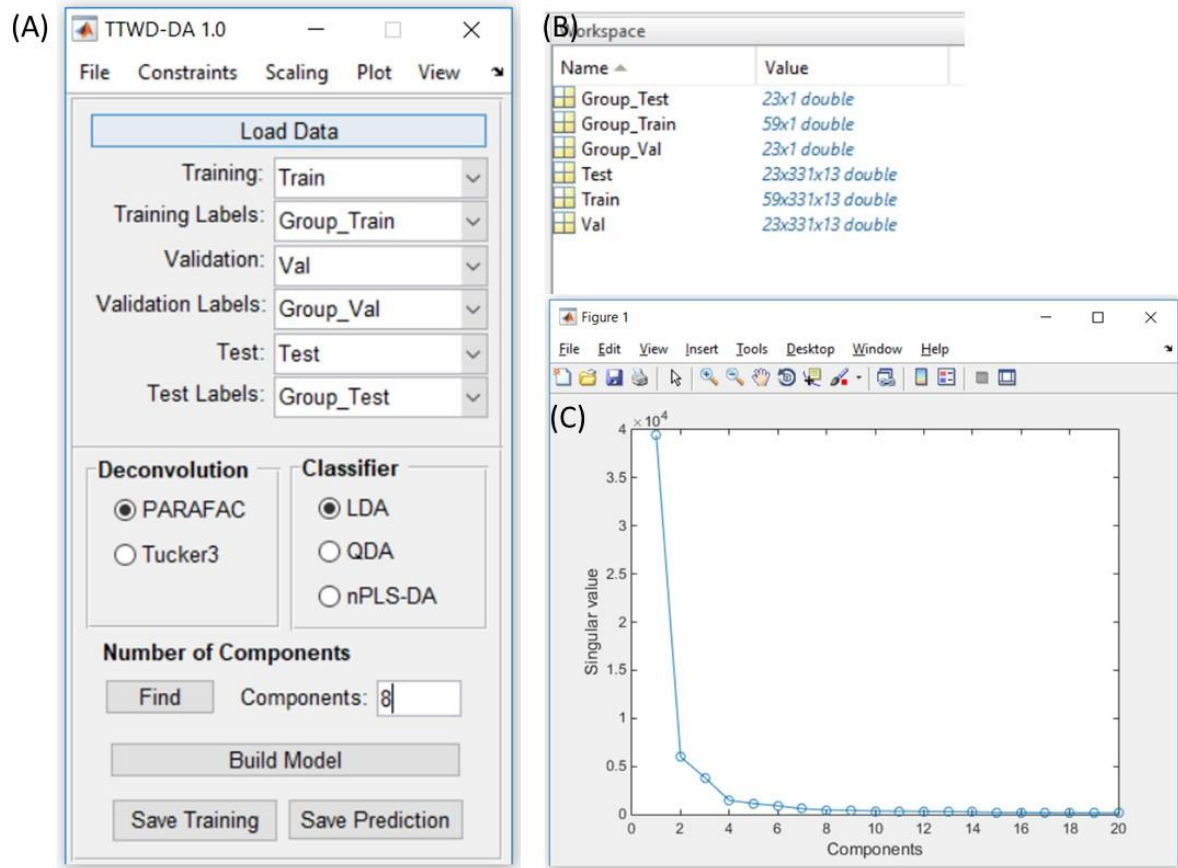 (A)
TTWD-DA 1.0
File Constraints Scaling Plot View
Load Data
Training: Train
Training Labels: Group_Train
Validation: Val
Validation Labels: Group_Val
Test: Test
Test Labels: Group_Test
Deconvolution
PARAFAC
Tucker3
Classifier
LDA
QDA
nPLS-DA
Number of Components
Find Components: 8
Build Model
Save Training Save Prediction
(B)
Workspace
Name Value
Group_Test 23x1 double
Group_Train 59x1 double
Group_Val 23x1 double
Test 23x331x13 double
Train 59x331x13 double
Val 23x331x13 double
Figure 1
File Edit View Insert Tools Desktop Window Help
(C)
× 10^4
4
3.5
3
2.5
2
1.5
1
0.5
0
Singular value
0 2 4 6 8 10 12 14 16 18 20
Components